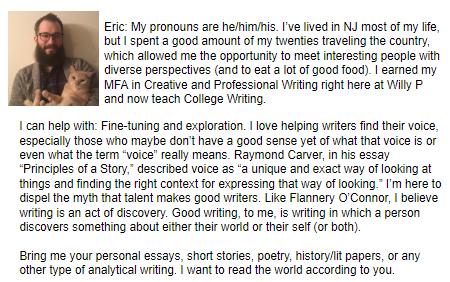 Eric: My pronouns are he/him/his. I've lived in NJ most of my life,
but I spent a good amount of my twenties traveling the country,
which allowed me the opportunity to meet interesting people with
diverse perspectives (and to eat a lot of good food). I earned my
MFA in Creative and Professional Writing right here at Willy P
and now teach College Writing.
I can help with: Fine-tuning and exploration. I love helping writers find their voice,
especially those who maybe don't have a good sense yet of what that voice is or
even what the term “voice” really means. Raymond Carver, in his essay
“Principles of a Story,” described voice as “a unique and exact way of looking at
things and finding the right context for expressing that way of looking.” I'm here to
dispel the myth that talent makes good writers. Like Flannery O'Connor, I believe
writing is an act of discovery. Good writing, to me, is writing in which a person
discovers something about either their world or their self (or both).
Bring me your personal essays, short stories, poetry, history/lit papers, or any
other type of analytical writing. I want to read the world according to you.